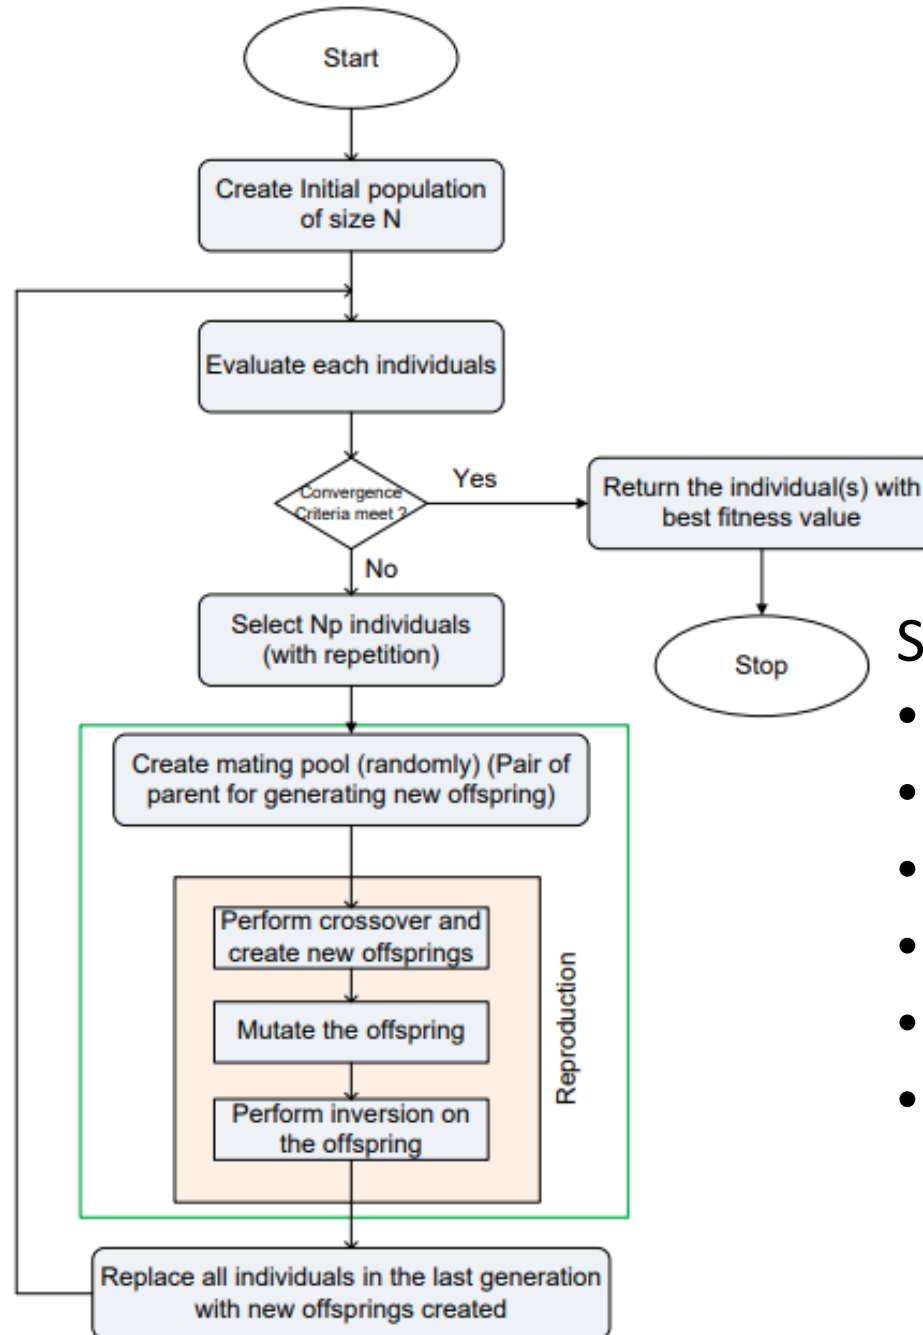 Start
Create Initial population
of size N
Evaluate each individuals
Convergence
Criteria meet ?
Yes
Return the individual(s) with
best fitness value
No
Select Np individuals
(with repetition)
Stop
S
•
•
•
•
•
•
Create mating pool (randomly) (Pair of
parent for generating new offspring)
Perform crossover and
create new offsprings
Mutate the offspring
Perform inversion on
the offspring
Reproduction
Replace all individuals in the last generation
with new offsprings created